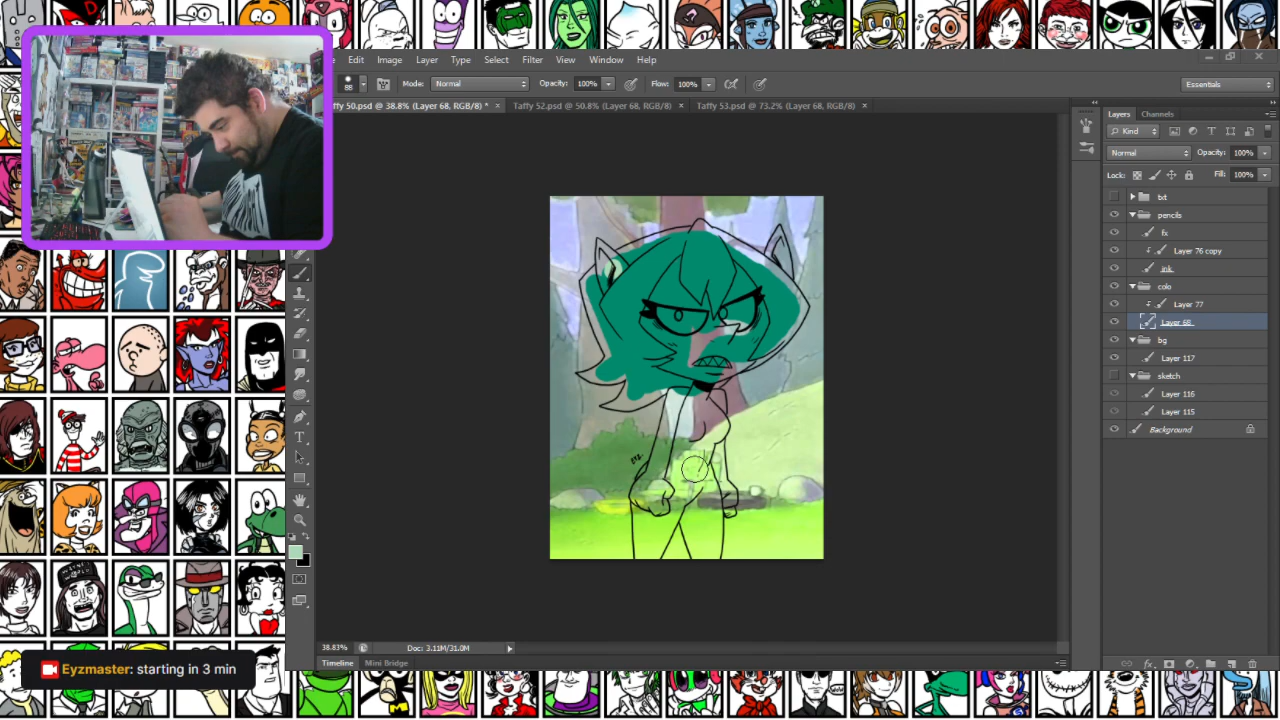 Edit Image Layer Type Select Filter View Window Help
88 Mode: Normal Opacity: 100% Flow: 100% Essentials
ffy 50.psd @ 38.8% (Layer 68, RGB/8) * × Taffy 52.psd @ 50.8% (Layer 68, RGB/8) × Taffy 53.psd @ 73.2% (Layer 68, RGB/8) ×
Layers Channels
Kind
Normal Opacity: 100%
Lock: Fill: 100%
txt
pencils
fx
Layer 76 copy
ink
colo
Layer 77
Layer 68
bg
Layer 117
sketch
Layer 116
Layer 115
Background
38.83% Doc: 3.11M/31.0M
Timeline Mini Bridge
Eyzmaster: starting in 3 min